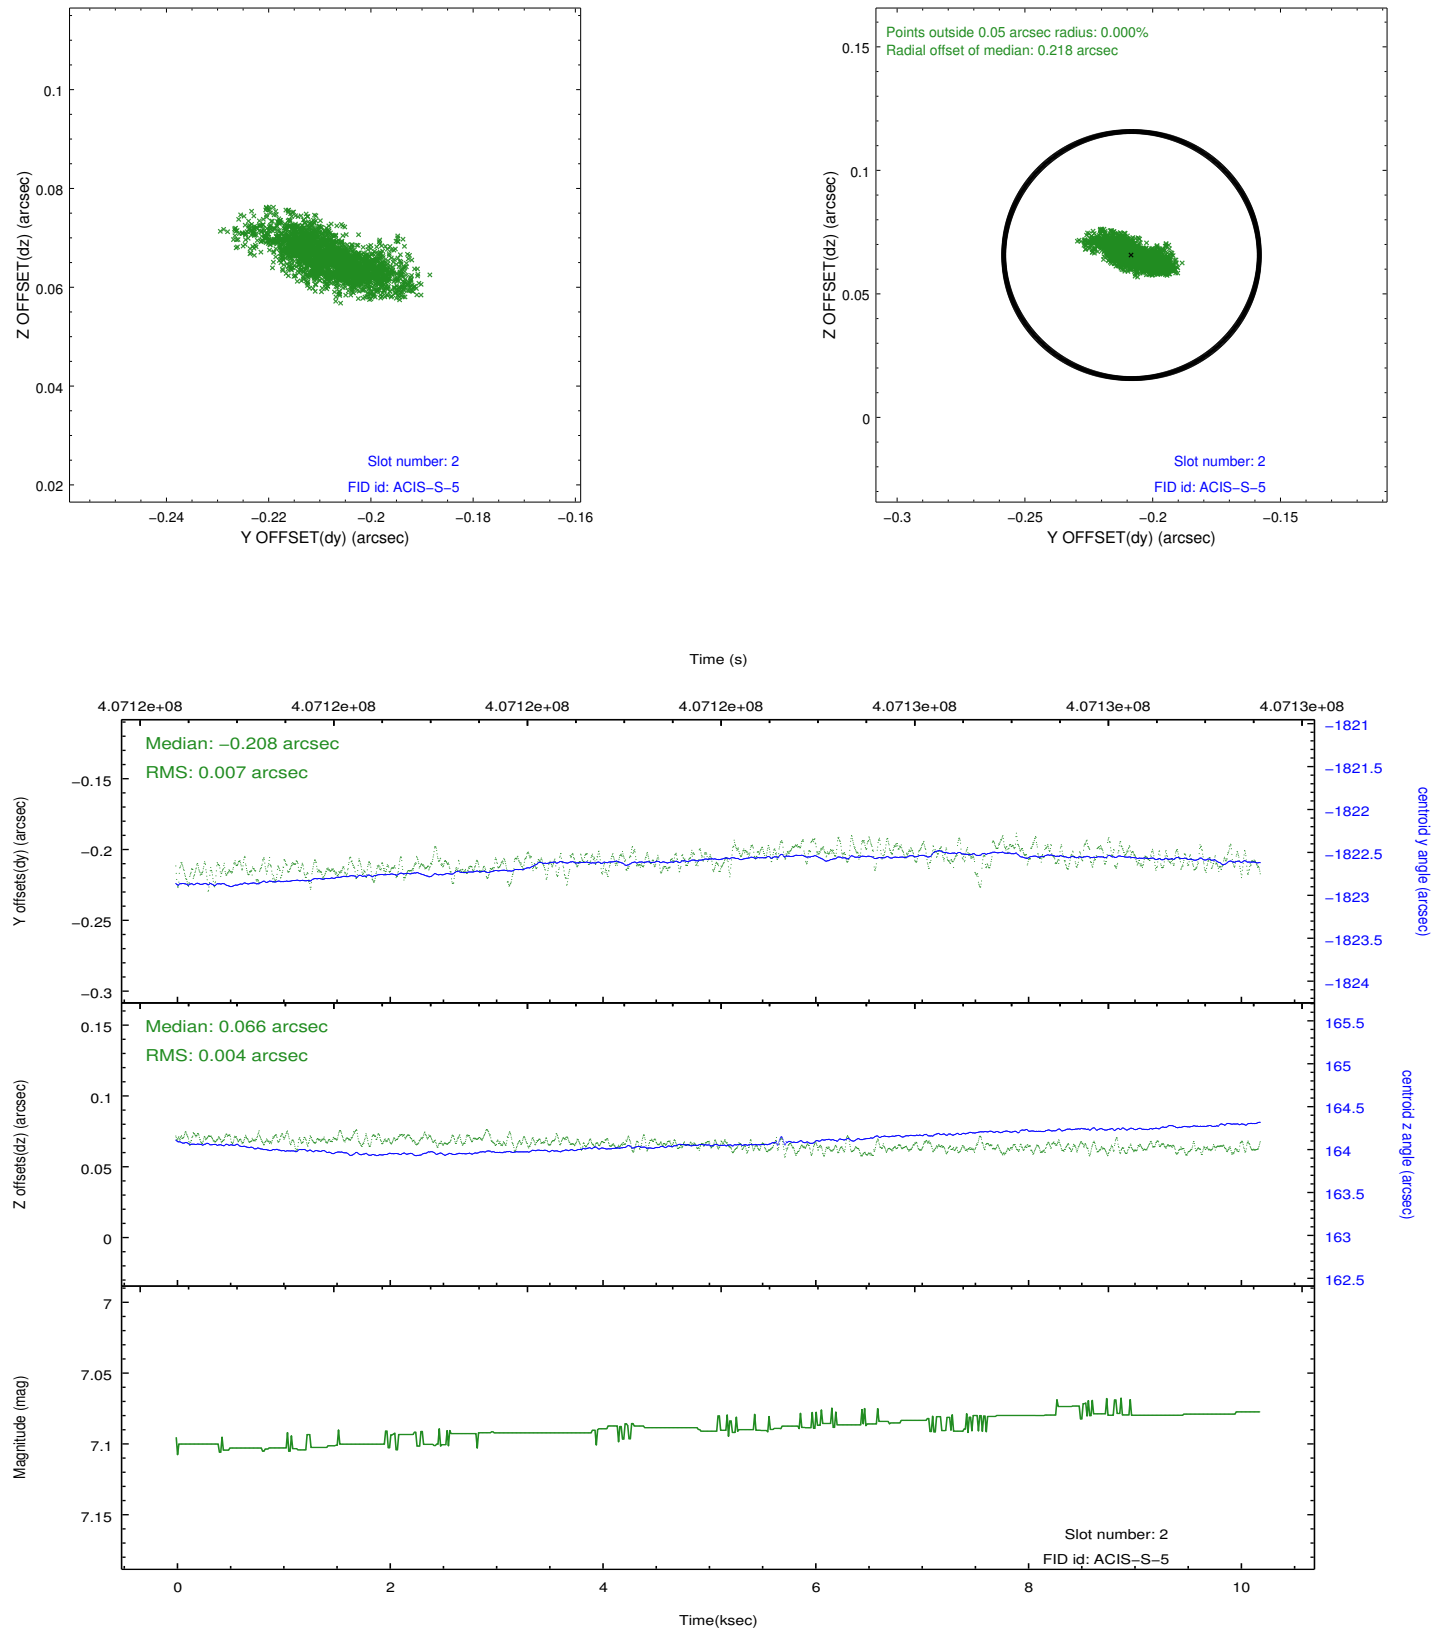 0.1
0.08
0.06
0.04
0.02
Z OFFSET(dz) (arcsec)
Slot number: 2
FID id: ACIS−S−5
−0.24
−0.22
−0.2
−0.18
−0.16
Y OFFSET(dy) (arcsec)
Points outside 0.05 arcsec radius: 0.000%
Radial offset of median: 0.218 arcsec
0.15
0.1
0.05
0
Z OFFSET(dz) (arcsec)
Slot number: 2
FID id: ACIS−S−5
−0.3
−0.25
−0.2
−0.15
Y OFFSET(dy) (arcsec)
Time (s)
4.0712e+08
4.0712e+08
4.0712e+08
4.0712e+08
4.0713e+08
4.0713e+08
4.0713e+08
Median: −0.208 arcsec
RMS: 0.007 arcsec
−0.15
−0.2
−0.25
−0.3
Y offsets(dy) (arcsec)
−1821
−1821.5
−1822
−1822.5
−1823
−1823.5
−1824
centroid y angle (arcsec)
Median: 0.066 arcsec
RMS: 0.004 arcsec
0.15
0.1
0.05
0
Z offsets(dz) (arcsec)
165.5
165
164.5
164
163.5
163
162.5
centroid z angle (arcsec)
7
7.05
7.1
7.15
Magnitude (mag)
Slot number: 2
FID id: ACIS−S−5
0
2
4
6
8
10
Time(ksec)